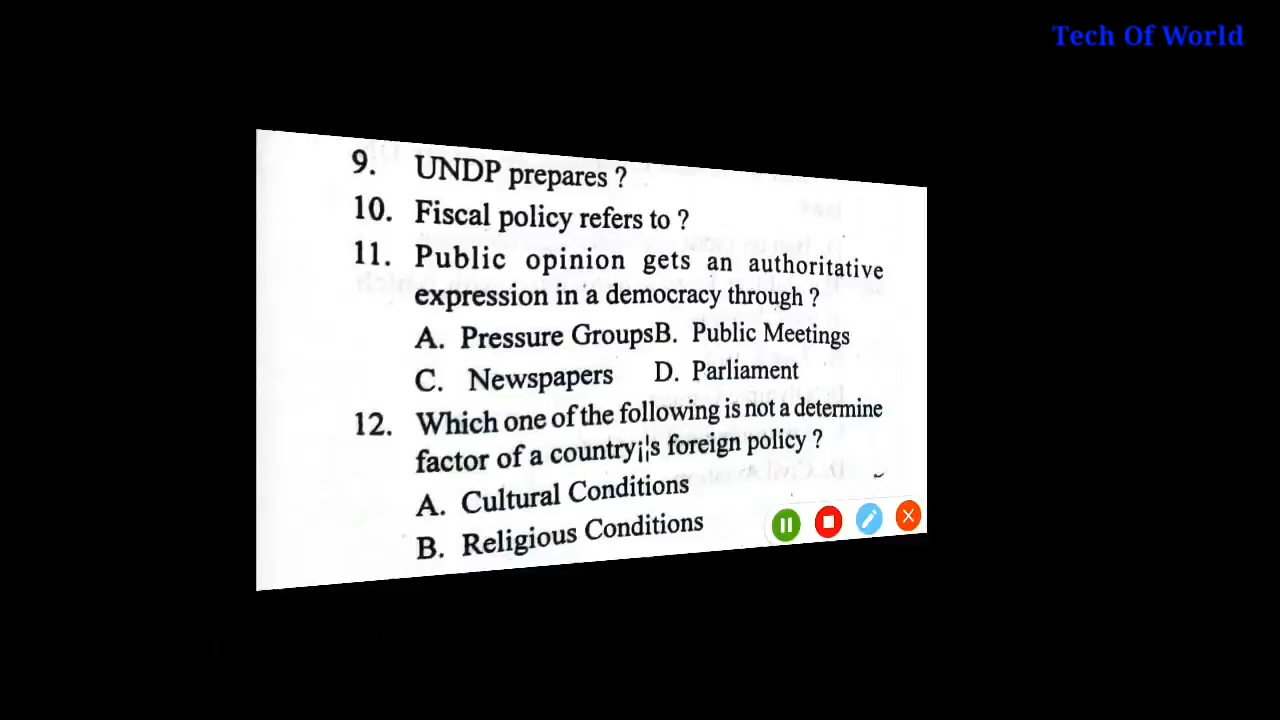 Tech Of World
9. UNDP prepares ?
10. Fiscal policy refers to ?
11. Public opinion gets an authoritative
expression in a democracy through ?
A. Pressure Groups B. Public Meetings
C. Newspapers D. Parliament
12. Which one of the following is not a determine
factor of a country¡¦s foreign policy ?
A. Cultural Conditions
B. Religious Conditions